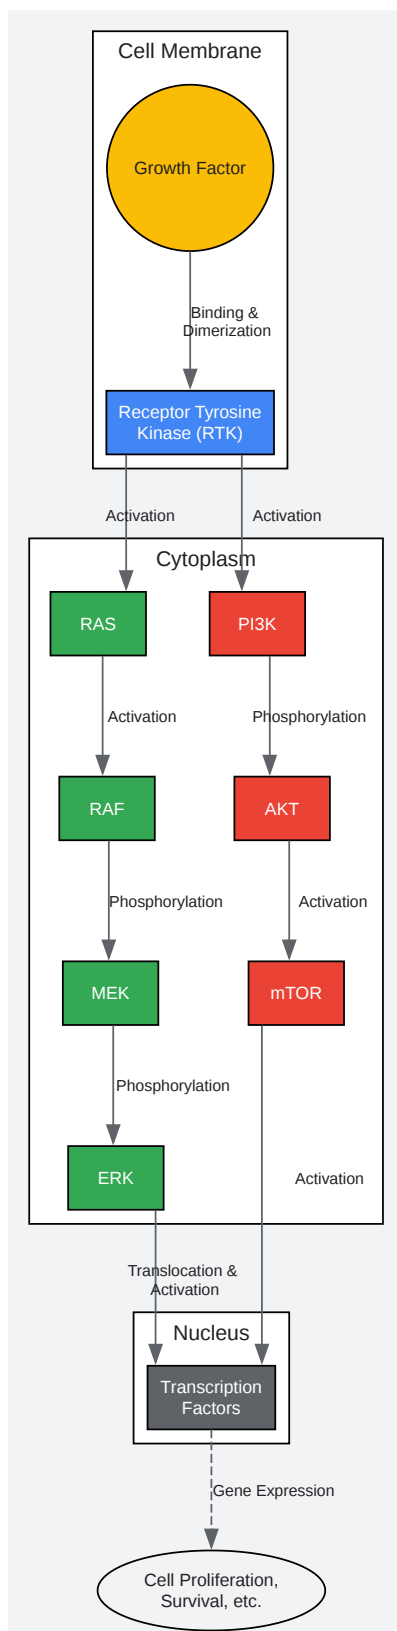 Cell Membrane
Growth Factor
Binding &
Dimerization
Receptor Tyrosine
Kinase (RTK)
Activation
Activation
Cytoplasm
RAS
PI3K
Activation
Phosphorylation
RAF
AKT
Phosphorylation
Activation
MEK
mTOR
Phosphorylation
ERK
Activation
Translocation &
Activation
Nucleus
Transcription
Factors
Gene Expression
Cell Proliferation,
Survival, etc.